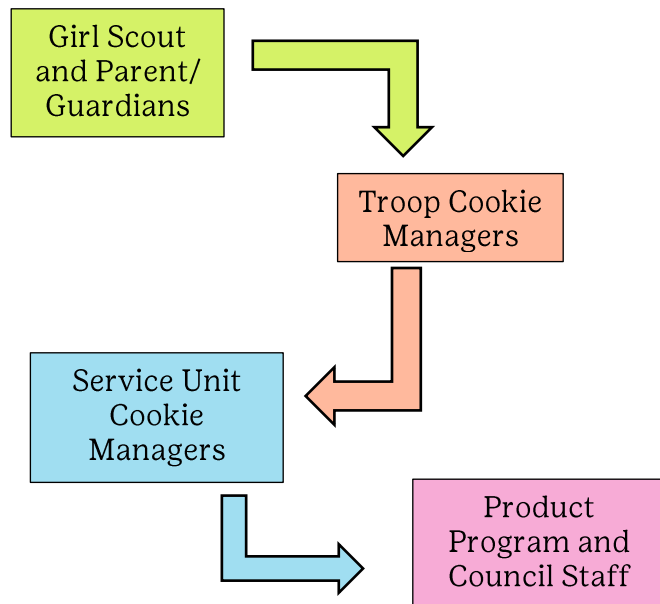 Girl Scout
and Parent/
Guardians
Troop Cookie
Managers
Service Unit
Cookie
Managers
Product
Program and
Council Staff